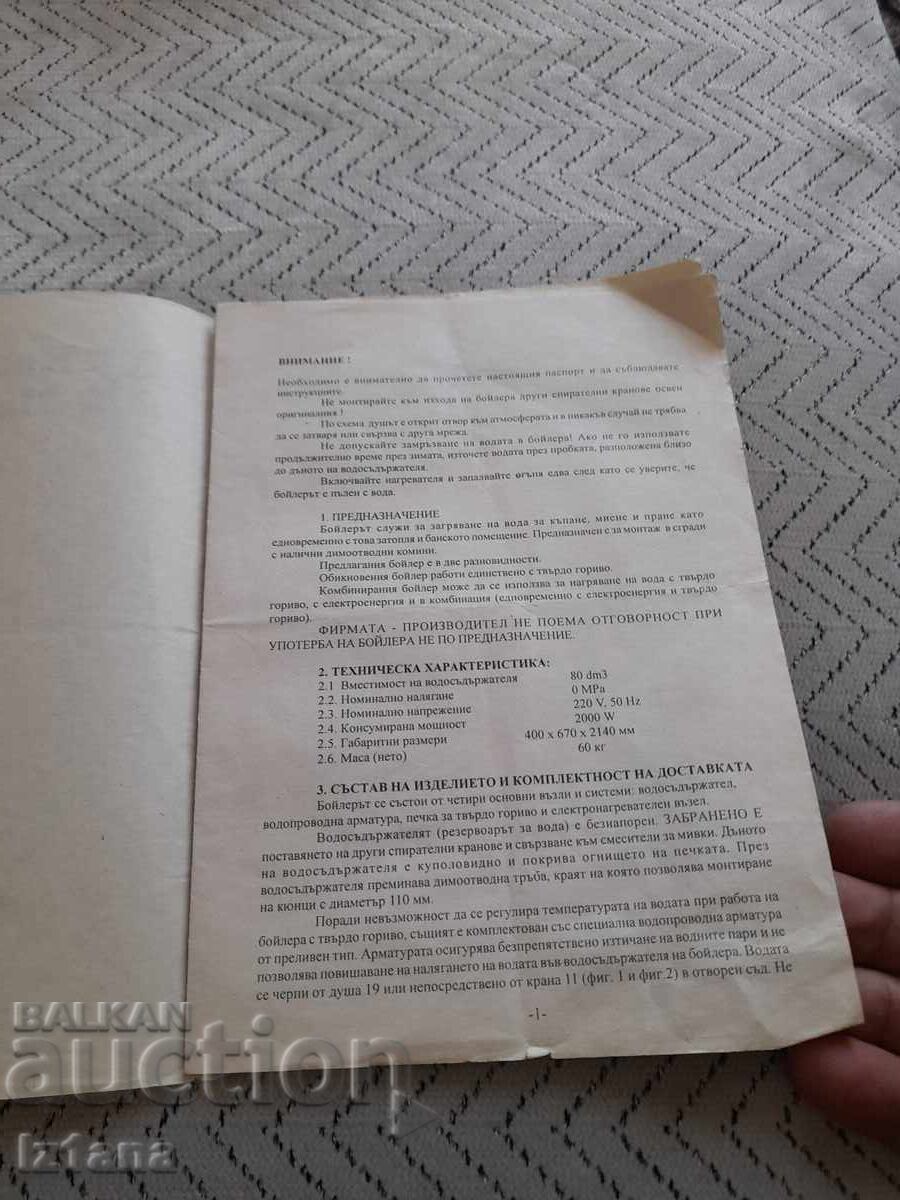 ВНИМАНИЕ !
Необходимо е внимателно да прочетете настоящия паспорт и да съблюдавате
инструкциите.
Не монтирайте към изхода на бойлера други спирателни кранове освен
оригиналния !
По схема душът е открит отвор към атмосферата и в никакъв случай не трябва
да се затваря или свързва с друга мрежа.
Не допускайте замръзване на водата в бойлера! Ако не го използвате
продължително време през зимата, източете водата през пробката, разположена близо
до дъното на водосъдържателя.
Включвайте нагревателя и запалвайте огъня едва след като се уверите, че
бойлерът е пълен с вода.
1. ПРЕДНАЗНАЧЕНИЕ
Бойлерът служи за загряване на вода за къпане, миене и пране като
едновременно с това затопля и банското помещение. Предназначен е за монтаж в сгради
с налични димоотводни комини.
Предлагания бойлер е в две разновидности.
Обикновения бойлер работи единствено с твърдо гориво.
Комбинирания бойлер може да се използва за нагряване на вода с твърдо
гориво, с електроенергия и в комбинация (едновременно с електроенергия и твърдо
гориво).
ФИРМАТА - ПРОИЗВОДИТЕЛ НЕ ПОЕМА ОТГОВОРНОСТ ПРИ
УПОТЕРБА НА БОЙЛЕРА НЕ ПО ПРЕДНАЗНАЧЕНИЕ.
2. ТЕХНИЧЕСКА ХАРАКТЕРИСТИКА:
2.1 Вместимост на водосъдържателя 80 dm3
2.2. Номинално налягане 0 MPa
2.3. Номинално напрежение 220 V, 50 Hz
2.4. Консумирана мощност 2000 W
2.5. Габаритни размери 400 x 670 x 2140 мм
2.6. Маса (нето) 60 кг
3. СЪСТАВ НА ИЗДЕЛИЕТО И КОМПЛЕКТНОСТ НА ДОСТАВКАТА
Бойлерът се състои от четири основни възли и системи: водосъдържател,
водопроводна арматура, печка за твърдо гориво и електронагревателен възел.
Водосъдържателят (резервоарът за вода) е безнапорен. ЗАБРАНЕНО Е
поставянето на други спирателни кранове и свързване към смесители за мивки. Дъното
на водосъдържателя е куполовидно и покрива огнището на печката. През
водосъдържателя преминава димоотводна тръба, краят на която позволява монтиране
на кюнци с диаметър 110 мм.
Поради невъзможност да се регулира температурата на водата при работа на
бойлера с твърдо гориво, същият е комплектован със специална водопроводна арматура
от преливен тип. Арматурата осигурява безпрепятствено изтичане на водните пари и не
позволява повишаване на налягането на водата във водосъдържателя на бойлера. Водата
се черпи от душа 19 или непосредствено от крана 11 (фиг. 1 и фиг.2) в отворен съд. Не
-1-
BALKAN
auction
iz1ana